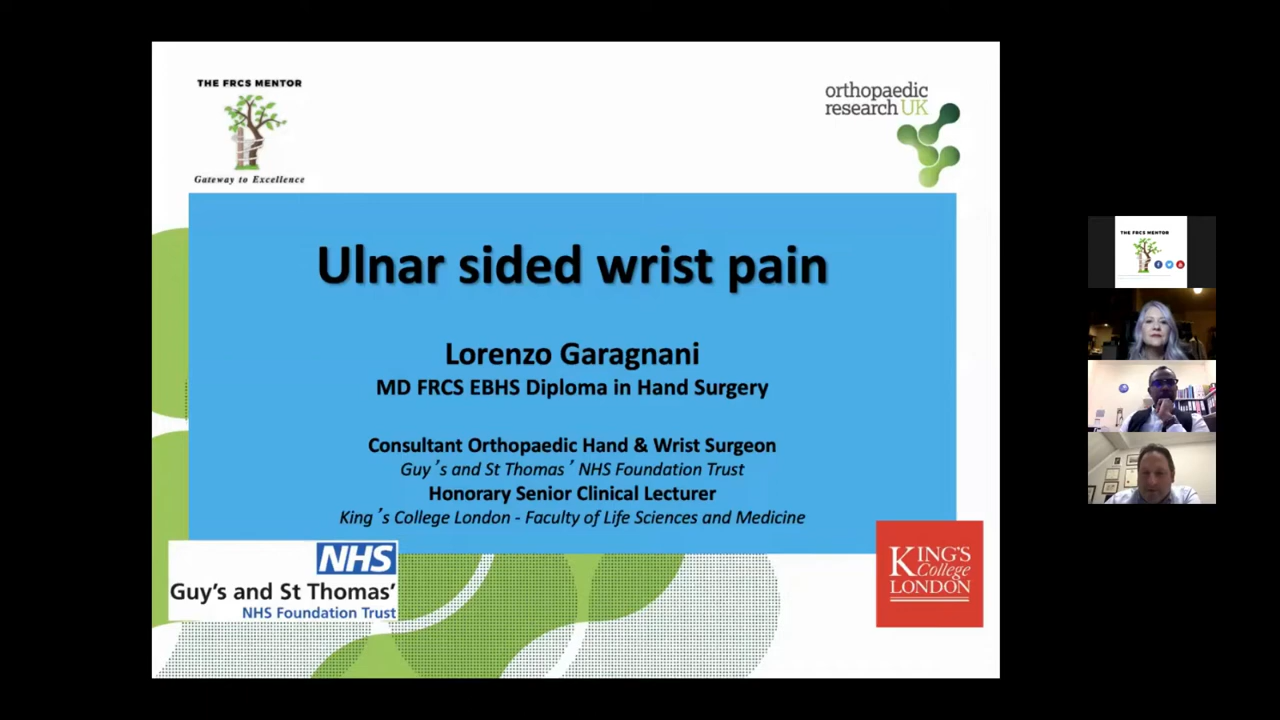 THE FRCS MENTOR
Gateway to Excellence
orthopaedic
research UK
Ulnar sided wrist pain
Lorenzo Garagnani
MD FRCS EBHS Diploma in Hand Surgery
Consultant Orthopaedic Hand & Wrist Surgeon
Guy´s and St Thomas´ NHS Foundation Trust
Honorary Senior Clinical Lecturer
King´s College London - Faculty of Life Sciences and Medicine
NHS
Guy's and St Thomas'
NHS Foundation Trust
KING'S
College
LONDON
THE FRCS MENTOR